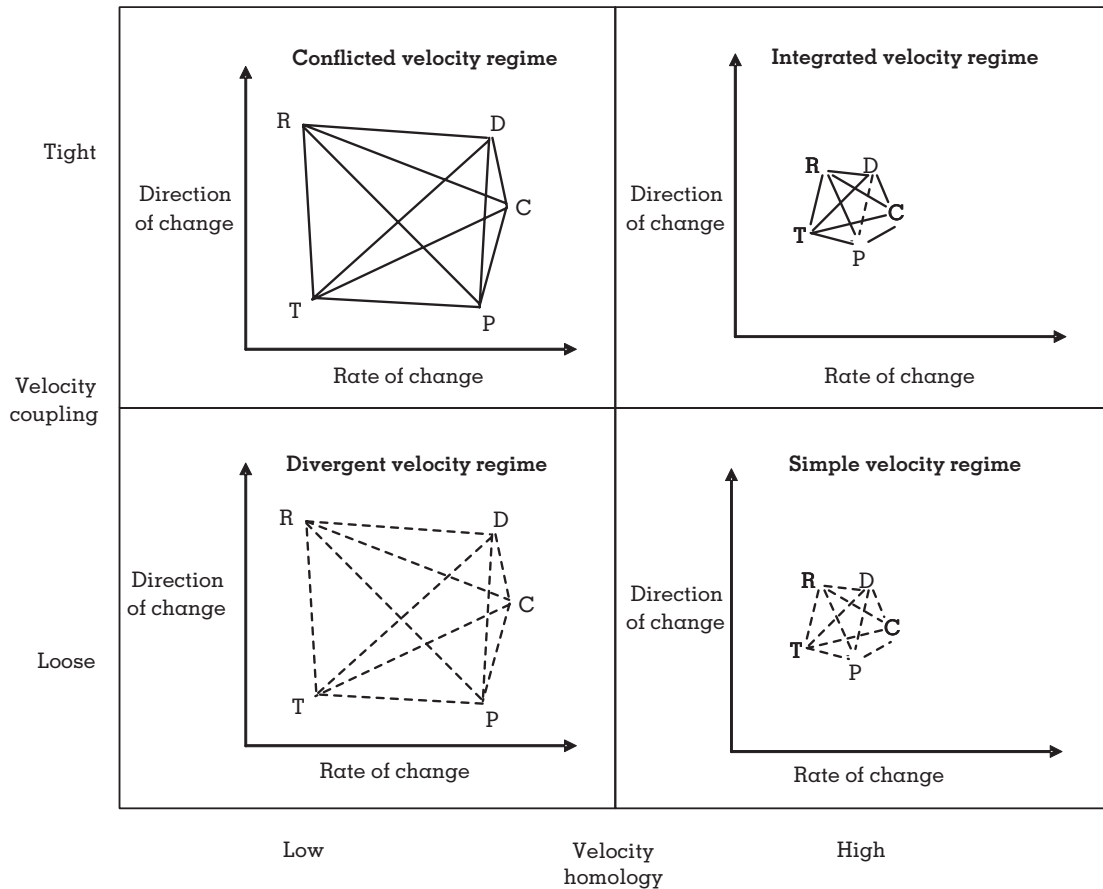 Conflicted velocity regime
R
D
Tight
Direction
of change
C
T
P
Rate of change
Integrated velocity regime
R
D
Direction
of change
C
T
P
Rate of change
Velocity
coupling
Divergent velocity regime
R
D
Direction
of change
C
Loose
T
P
Rate of change
Simple velocity regime
R
D
Direction
of change
C
T
P
Rate of change
Low
Velocity
homology
High